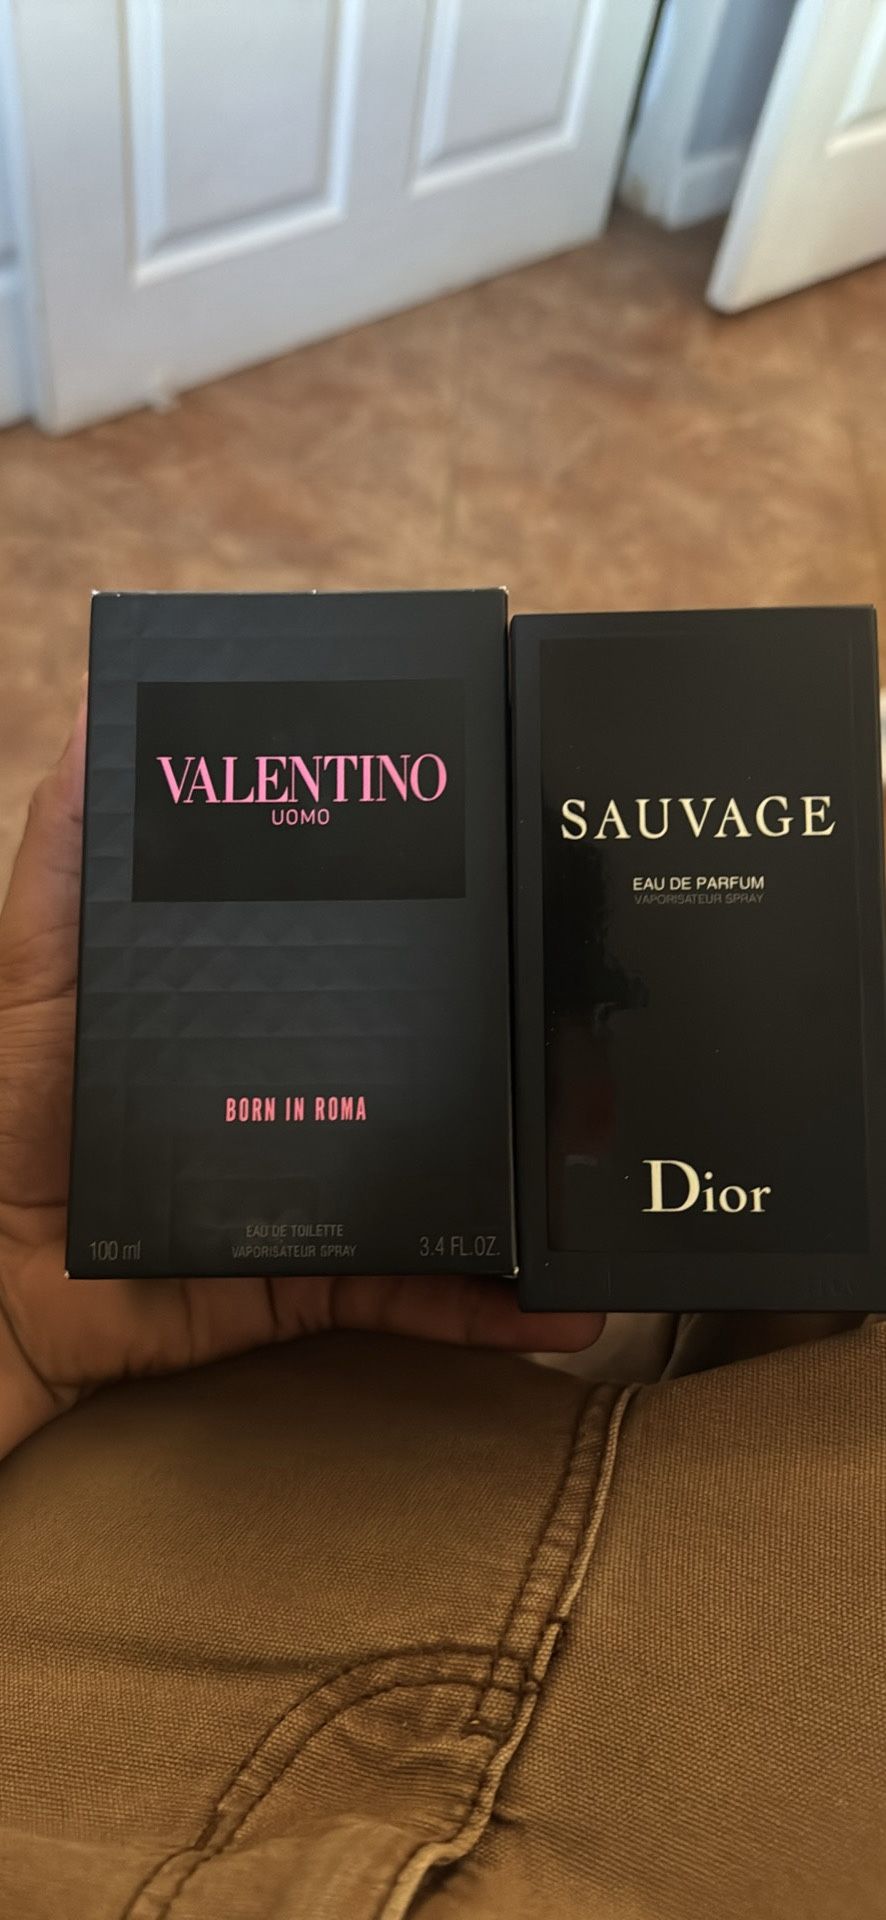 VALENTINO
UOMO
BORN IN ROMA
EAU DE TOILETTE
VAPORISATEUR SPRAY
100 ml
3.4 FL.OZ.
SAUVAGE
EAU DE PARFUM
VAPORISATEUR SPRAY
Dior